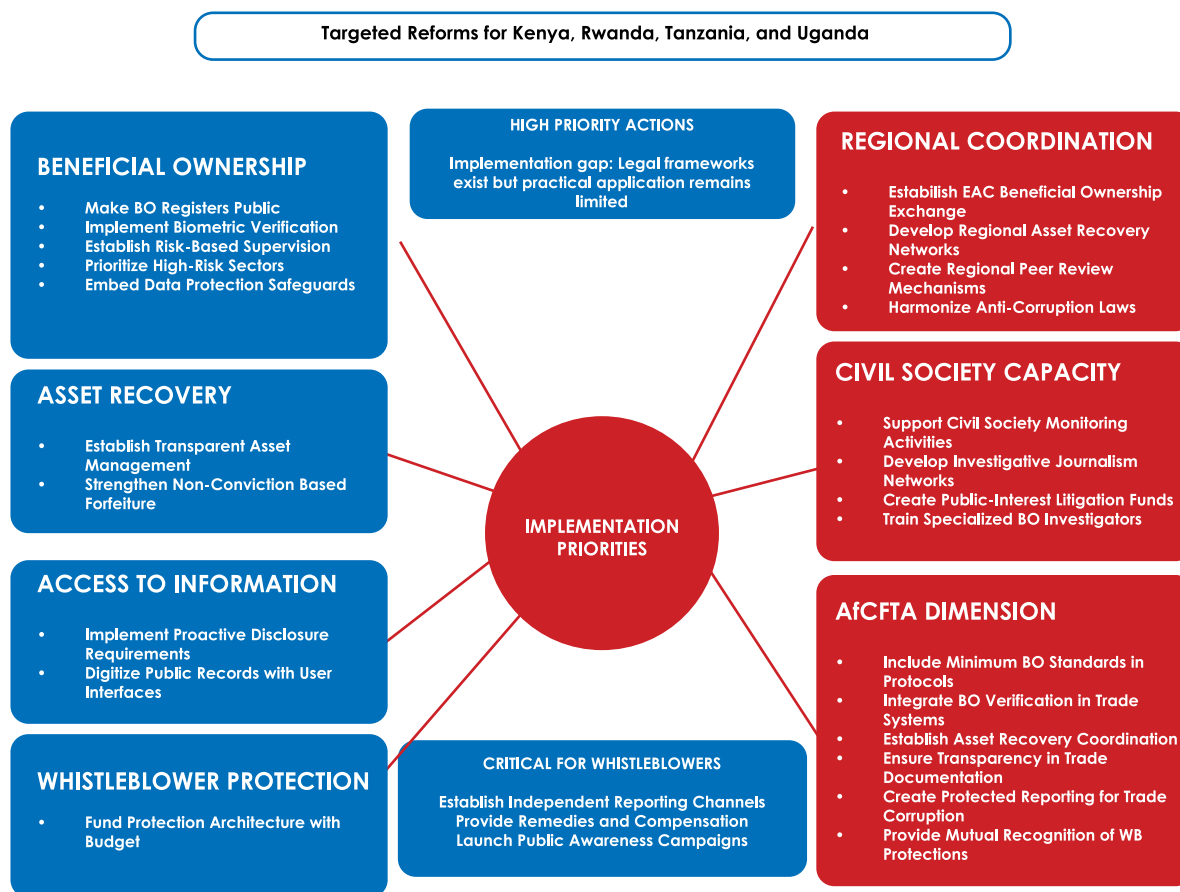 Targeted Reforms for Kenya, Rwanda, Tanzania, and Uganda
BENEFICIAL OWNERSHIP
• Make BO Registers Public
• Implement Biometric Verification
• Establish Risk-Based Supervision
• Prioritize High-Risk Sectors
• Embed Data Protection Safeguards
HIGH PRIORITY ACTIONS
Implementation gap: Legal frameworks
exist but practical application remains
limited
REGIONAL COORDINATION
• Estabilish EAC Beneficial Ownership
Exchange
• Develop Regional Asset Recovery
Networks
• Create Regional Peer Review
Mechanisms
• Harmonize Anti-Corruption Laws
ASSET RECOVERY
• Establish Transparent Asset
Management
• Strengthen Non-Conviction Based
Forfeiture
CIVIL SOCIETY CAPACITY
• Support Civil Society Monitoring
Activities
• Develop Investigative Journalism
Networks
• Create Public-Interest Litigation Funds
• Train Specialized BO Investigators
IMPLEMENTATION
PRIORITIES
ACCESS TO INFORMATION
• Implement Proactive Disclosure
Requirements
• Digitize Public Records with User
Interfaces
AfCFTA DIMENSION
• Include Minimum BO Standards in
Protocols
• Integrate BO Verification in Trade
Systems
• Establish Asset Recovery Coordination
• Ensure Transparency in Trade
Documentation
• Create Protected Reporting for Trade
Corruption
• Provide Mutual Recognition of WB
Protections
WHISTLEBLOWER PROTECTION
• Fund Protection Architecture with
Budget
CRITICAL FOR WHISTLEBLOWERS
Establish Independent Reporting Channels
Provide Remedies and Compensation
Launch Public Awareness Campaigns